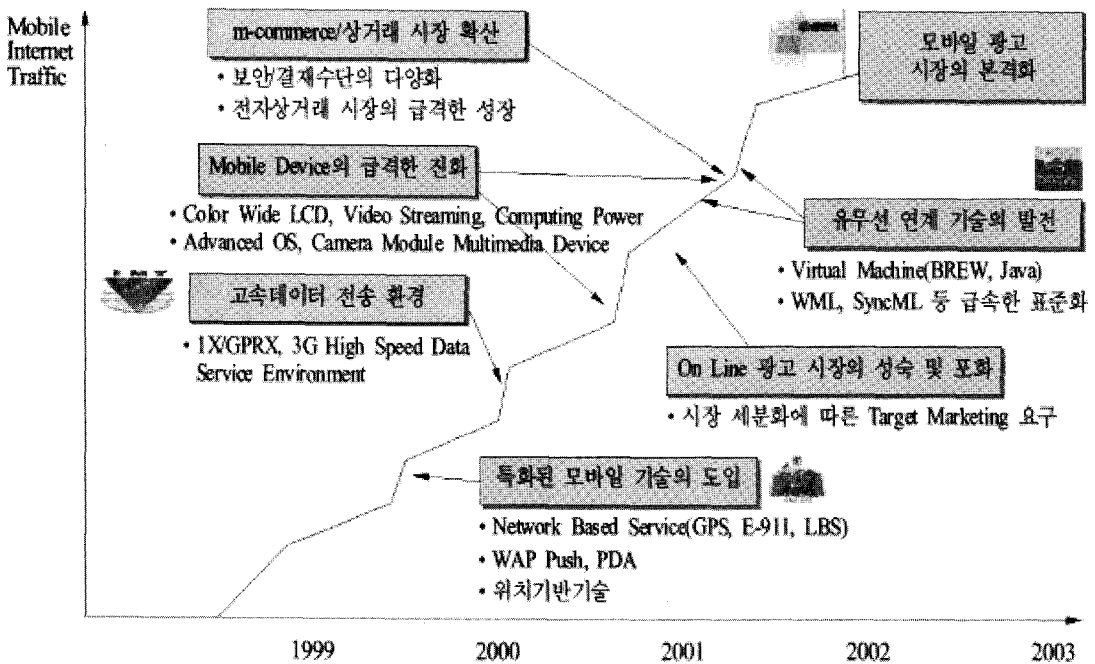 Mobile
Internet
Traffic
m-commerce/상거래 시장 확산
• 보안/결재수단의 다양화
• 전자상거래 시장의 급격한 성장
모바일 광고
시장의 본격화
Mobile Device의 급격한 진화
• Color Wide LCD, Video Streaming, Computing Power
• Advanced OS, Camera Module Multimedia Device
유무선 연계 기술의 발전
• Virtual Machine(BREW, Java)
• WML, SyncML 등 급속한 표준화
고속데이터 전송 환경
• 1X/GPRX, 3G High Speed Data
Service Environment
On Line 광고 시장의 성숙 및 포화
• 시장 세분화에 따른 Target Marketing 요구
특화된 모바일 기술의 도입
• Network Based Service(GPS, E-911, LBS)
• WAP Push, PDA
• 위치기반기술
1999
2000
2001
2002
2003